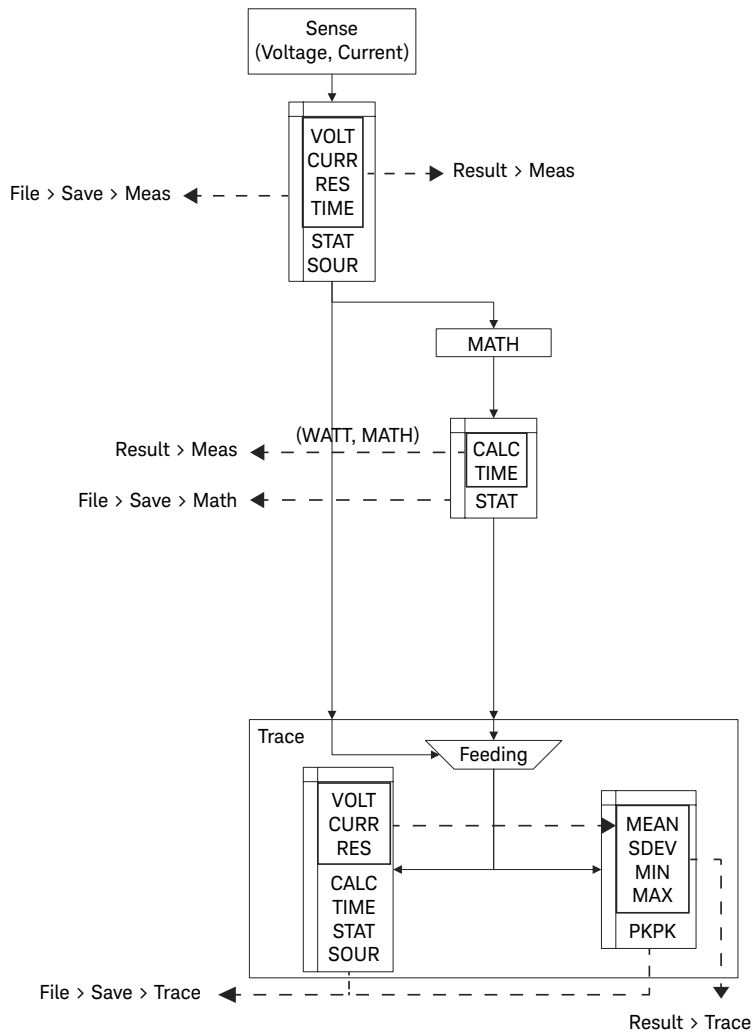 Sense
(Voltage, Current)
VOLT
CURR
RES
TIME
STAT
SOUR
Result > Meas
File > Save > Meas
MATH
(WATT, MATH)
Result > Meas
CALC
TIME
STAT
File > Save > Math
Trace
Feeding
VOLT
CURR
RES
CALC
TIME
STAT
SOUR
MEAN
SDEV
MIN
MAX
PKPK
File > Save > Trace
Result > Trace